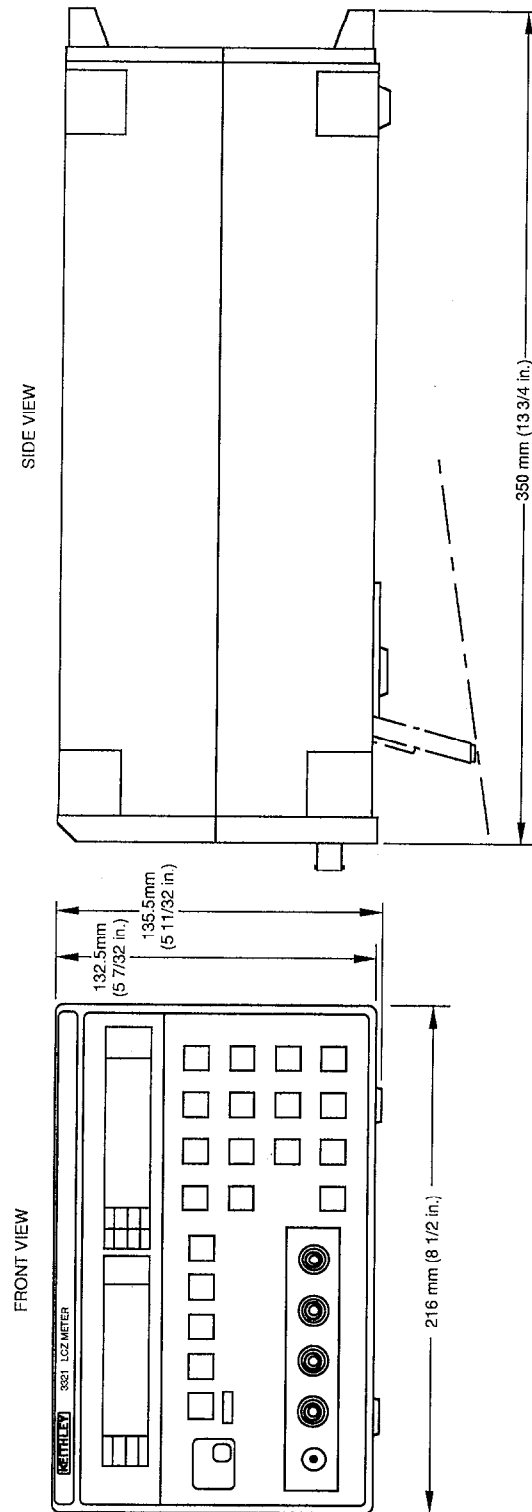 FRONT VIEW
KEITHLEY 3321 LCZ METER
132.5mm
(5 7/32 in.)
135.5mm
(5 11/32 in.)
216 mm (8 1/2 in.)
SIDE VIEW
350 mm (13 3/4 in.)